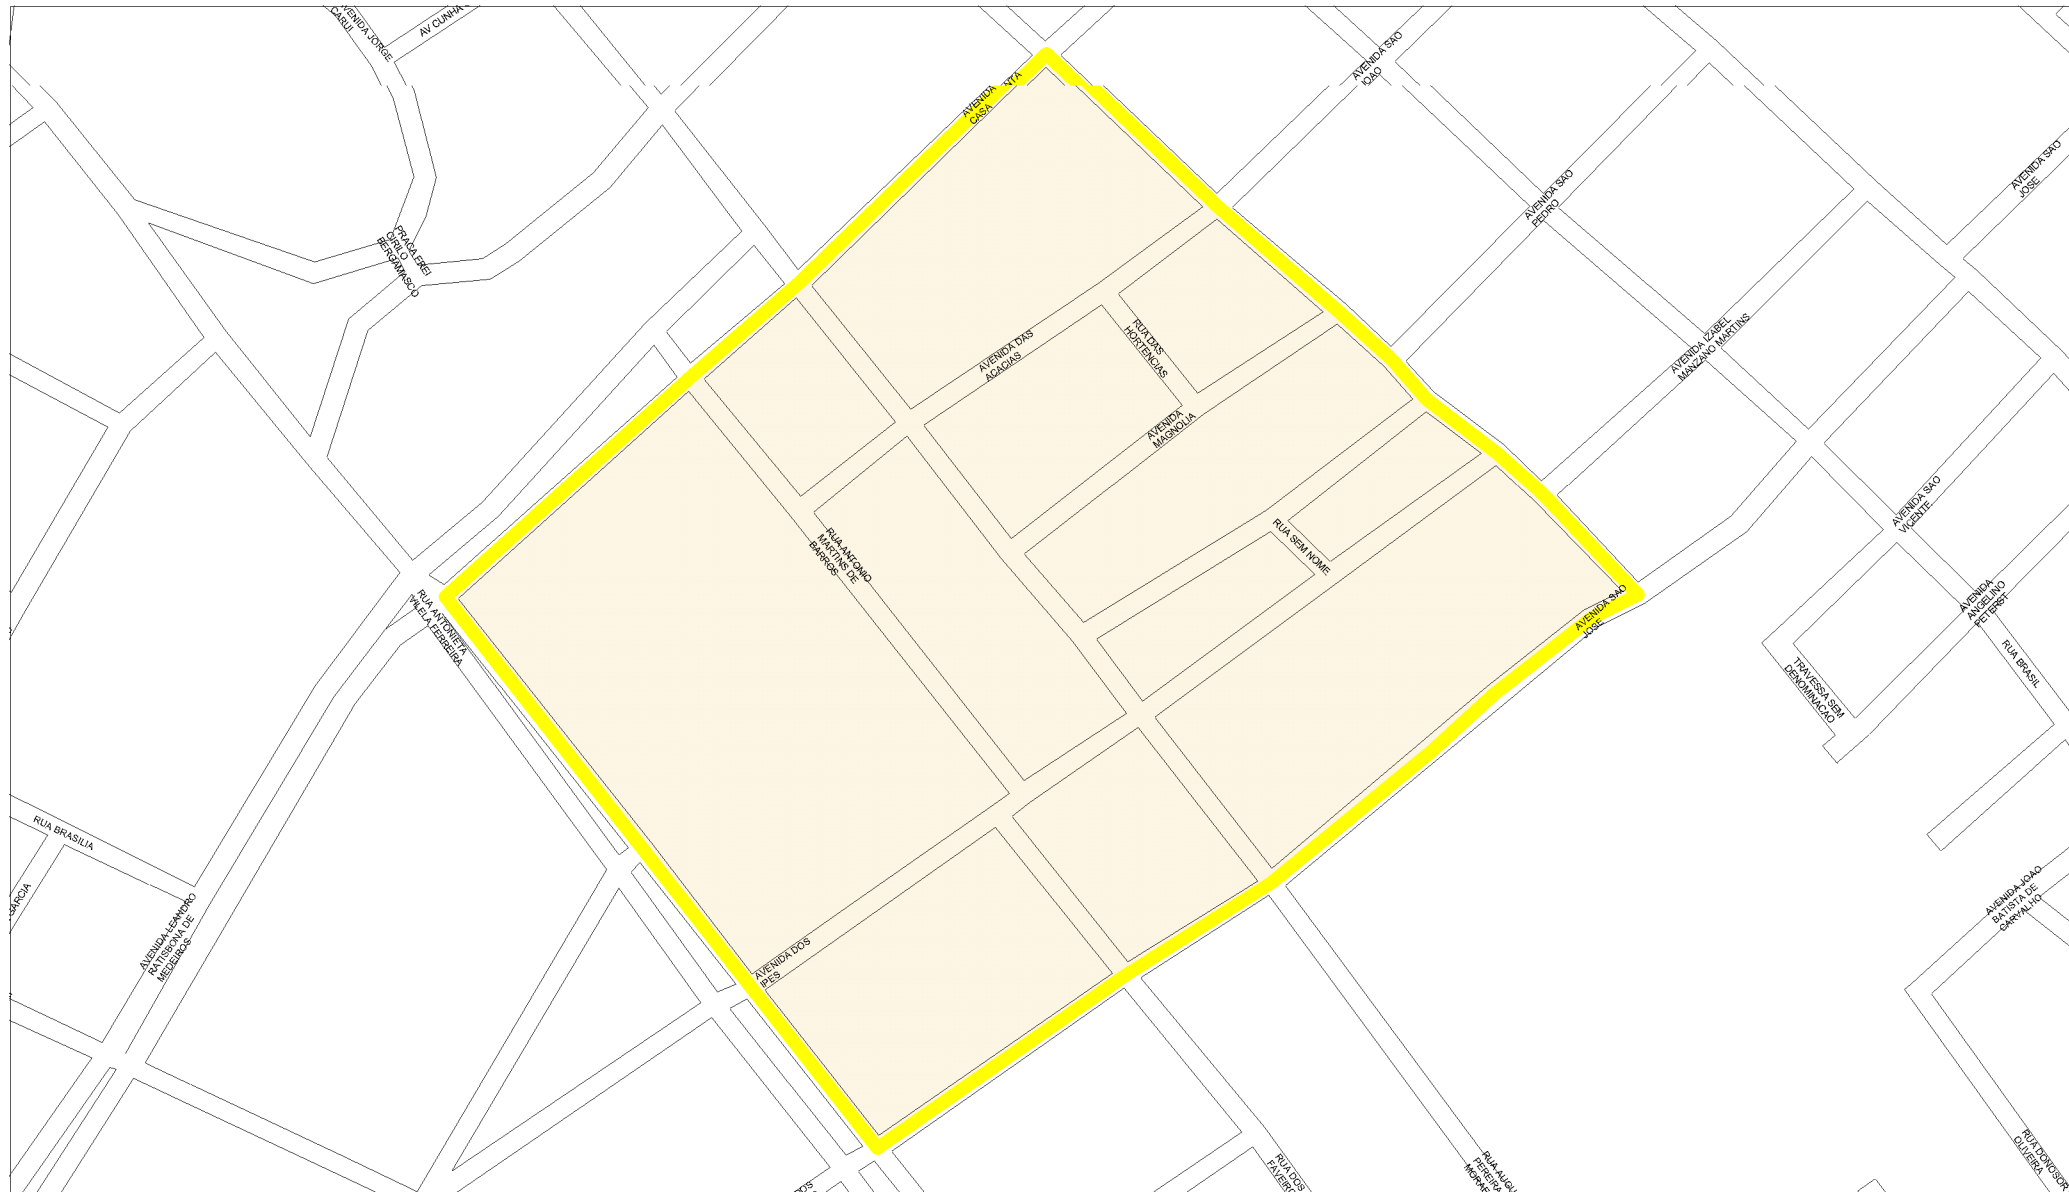 AVENIDA JORGE
CARUI
AV CUNHA
AVENIDA
CASA
AVENIDA SAO
JOAO
AVENIDA SAO
PEDRO
AVENIDA SAO
JOSE
PRACA FREI
CIRILO
BERGAMASCO
AVENIDA DAS
ACACIAS
RUA DAS
HORTENCIAS
AVENIDA IZABEL
MANZANO MARTINS
AVENIDA
MAGNOLIA
AVENIDA SAO
VICENTE
RUA ANTONIO
MARTINS DE
BARROS
RUA SEM NOME
RUA ANTONIETA
VILELA FERREIRA
AVENIDA SAO
JOSE
AVENIDA
ANGELINO
PETERST
RUA BRASIL
TRAVESSA SEM
DENOMINACAO
RUA BRASILIA
GARCIA
AVENIDA LEANDRO
RATISBONA DE
MEDEIROS
AVENIDA DOS
IPES
AVENIDA JOAO
BATISTA DE
CARVALHO
RUA DOS
RUA
PEREIRA
RUA
OLIVEIRA